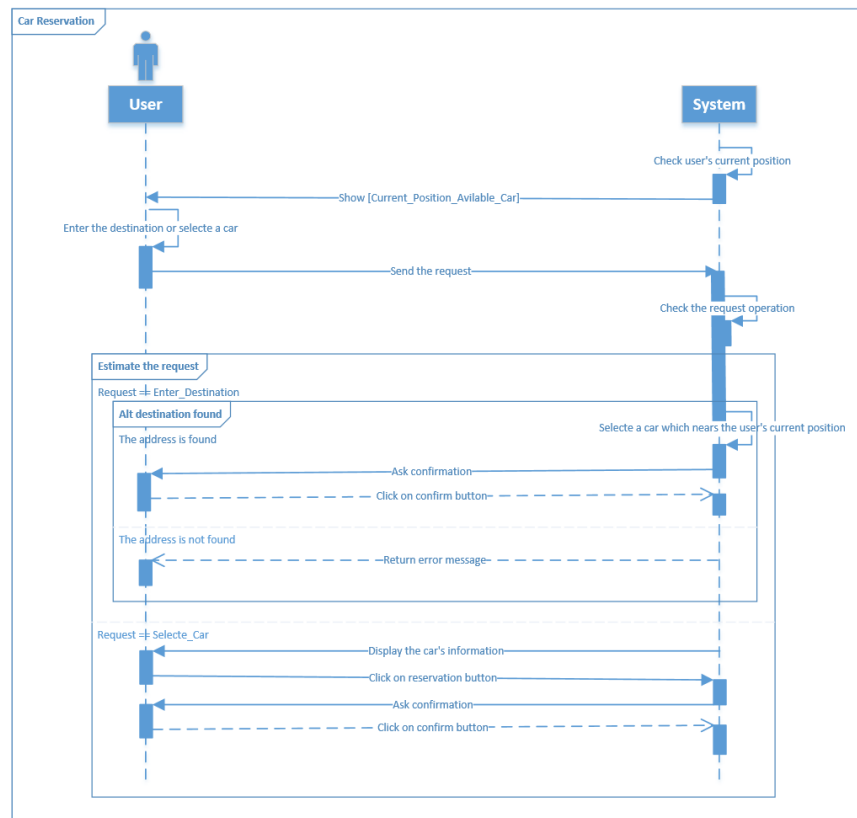 Car Reservation
User
System
Check user's current position
Show [Current_Position_Avilable_Car]
Enter the destination or selecte a car
Send the request
Check the request operation
Estimate the request
Request == Enter_Destination
Alt destination found
Selecte a car which nears the user's current position
The address is found
Ask confirmation
Click on confirm button
The address is not found
Return error message
Request == Selecte_Car
Display the car's information
Click on reservation button
Ask confirmation
Click on confirm button